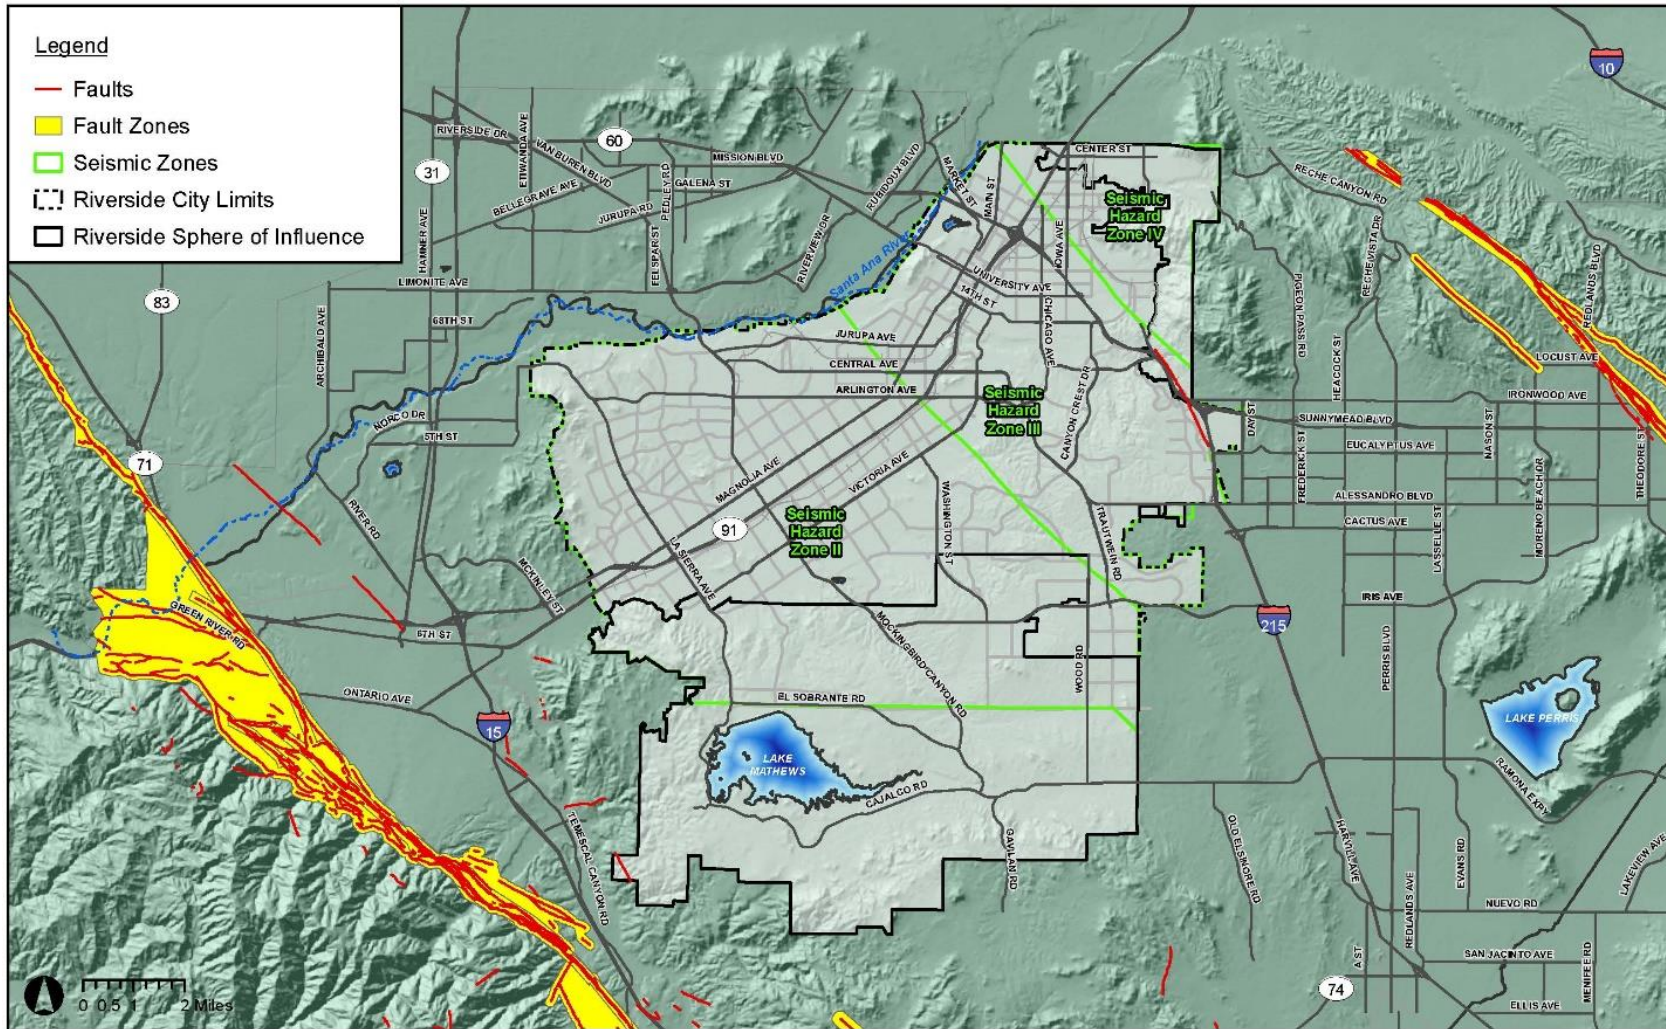 Legend
Faults
Fault Zones
Seismic Zones
Riverside City Limits
Riverside Sphere of Influence
10
RIVERSIDE DR
ETIWANDA AVE
VAN BUREN BLVD
60
MISSION BLVD
31
BELLEGRAVE AVE
PEDLEY RD
GALENA ST
JURUPA RD
RUBIDOUX BLVD
MARKET ST
MAIN ST
CENTER ST
RECHE CANYON RD
Seismic
Hazard
Zone IV
IOWA AVE
HAMNER AVE
FELSPAR ST
RIVERVIEW DR
Santa Ana River
LIMONITE AVE
83
68TH ST
ARCHIBALD AVE
UNIVERSITY AVE
14TH ST
CHICAGO AVE
PIGEON PASS RD
RECHE VISTA DR
REDLANDS BLVD
JURUPA AVE
CENTRAL AVE
ARLINGTON AVE
HEACOCK ST
LOCUST AVE
IRONWOOD AVE
Seismic
Hazard
Zone III
CANYON CREST DR
DAY ST
SUNNYMEAD BLVD
EUCALYPTUS AVE
NASON ST
NORCO DR
5TH ST
71
MAGNOLIA AVE
VICTORIA AVE
WASHINGTON ST
FREDERICK ST
THEODORE ST
MORENO BEACH DR
ALESSANDRO BLVD
CACTUS AVE
LASSELLE ST
RIVER RD
91
Seismic
Hazard
Zone II
TRAUTWEIN RD
LA SIERRA AVE
MCKINLEY ST
GREEN RIVER RD
6TH ST
IRIS AVE
215
MOCKINGBIRD CANYON RD
WOOD RD
PERRIS BLVD
ONTARIO AVE
15
EL SOBRANTE RD
LAKE
MATHEWS
LAKE PERRIS
CAJALCO RD
RAMONA EXPY
TEMESCAL CANYON RD
GAVILAN RD
OLD ELSINORE RD
HARVILL AVE
REDLANDS AVE
EVANS RD
LAKEVIEW AVE
NUEVO RD
A ST
SAN JACINTO AVE
MENIFEE RD
74
ELLIS AVE
0 0.5 1 2 Miles